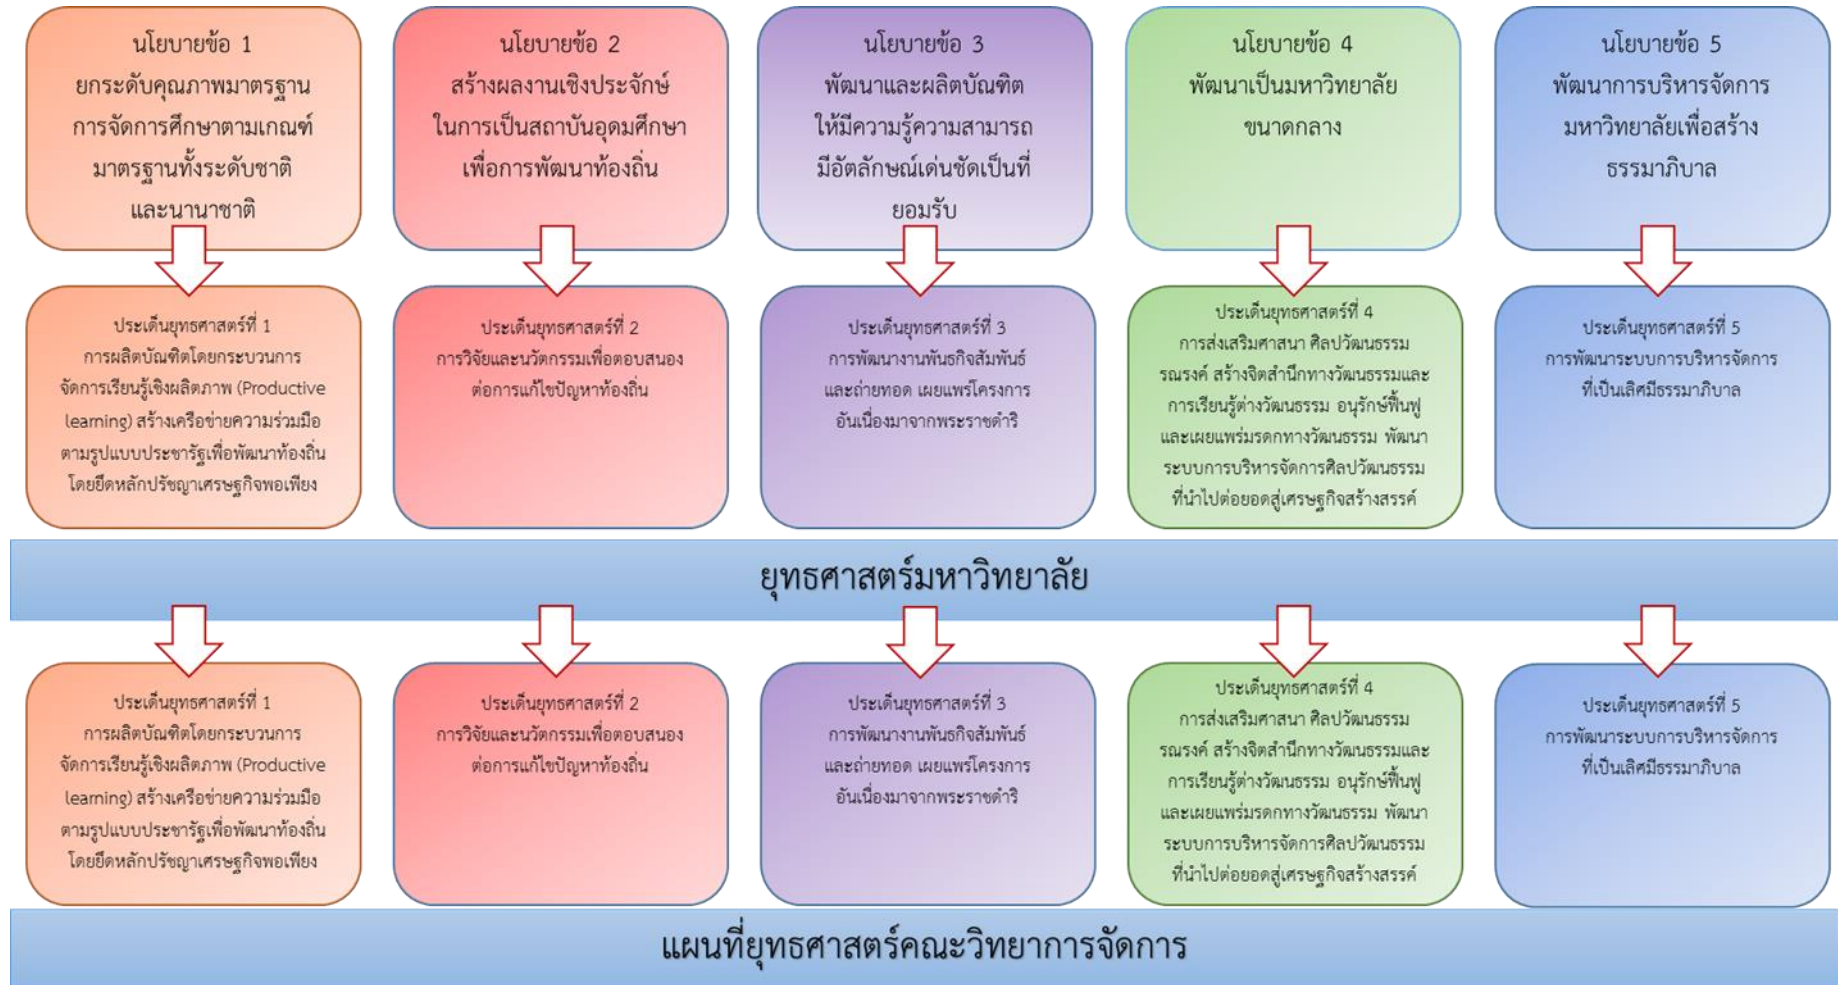 นโยบายข้อ 1
ยกระดับคุณภาพมาตรฐาน
การจัดการศึกษาตามเกณฑ์
มาตรฐานทั้งระดับชาติ
และนานาชาติ
นโยบายข้อ 2
สร้างผลงานเชิงประจักษ์
ในการเป็นสถาบันอุดมศึกษา
เพื่อการพัฒนาท้องถิ่น
นโยบายข้อ 3
พัฒนาและผลิตบัณฑิต
ให้มีความรู้ความสามารถ
มีอัตลักษณ์เด่นชัดเป็นที่
ยอมรับ
นโยบายข้อ 4
พัฒนาเป็นมหาวิทยาลัย
ขนาดกลาง
นโยบายข้อ 5
พัฒนาการบริหารจัดการ
มหาวิทยาลัยเพื่อสร้าง
ธรรมาภิบาล
ประเด็นยุทธศาสตร์ที่ 1
การผลิตบัณฑิตโดยกระบวนการ
จัดการเรียนรู้เชิงผลิตภาพ (Productive
learning) สร้างเครือข่ายความร่วมมือ
ตามรูปแบบประชารัฐเพื่อพัฒนาท้องถิ่น
โดยยึดหลักปรัชญาเศรษฐกิจพอเพียง
ประเด็นยุทธศาสตร์ที่ 2
การวิจัยและนวัตกรรมเพื่อตอบสนอง
ต่อการแก้ไขปัญหาท้องถิ่น
ประเด็นยุทธศาสตร์ที่ 3
การพัฒนางานพันธกิจสัมพันธ์
และถ่ายทอด เผยแพร่โครงการ
อันเนื่องมาจากพระราชดำริ
ประเด็นยุทธศาสตร์ที่ 4
การส่งเสริมศาสนา ศิลปวัฒนธรรม
รณรงค์ สร้างจิตสำนึกทางวัฒนธรรมและ
การเรียนรู้ต่างวัฒนธรรม อนุรักษ์ฟื้นฟู
และเผยแพร่มรดกทางวัฒนธรรม พัฒนา
ระบบการบริหารจัดการศิลปวัฒนธรรม
ที่นำไปต่อยอดสู่เศรษฐกิจสร้างสรรค์
ประเด็นยุทธศาสตร์ที่ 5
การพัฒนาระบบการบริหารจัดการ
ที่เป็นเลิศมีธรรมาภิบาล
ยุทธศาสตร์มหาวิทยาลัย
ประเด็นยุทธศาสตร์ที่ 1
การผลิตบัณฑิตโดยกระบวนการ
จัดการเรียนรู้เชิงผลิตภาพ (Productive
learning) สร้างเครือข่ายความร่วมมือ
ตามรูปแบบประชารัฐเพื่อพัฒนาท้องถิ่น
โดยยึดหลักปรัชญาเศรษฐกิจพอเพียง
ประเด็นยุทธศาสตร์ที่ 2
การวิจัยและนวัตกรรมเพื่อตอบสนอง
ต่อการแก้ไขปัญหาท้องถิ่น
ประเด็นยุทธศาสตร์ที่ 3
การพัฒนางานพันธกิจสัมพันธ์
และถ่ายทอด เผยแพร่โครงการ
อันเนื่องมาจากพระราชดำริ
ประเด็นยุทธศาสตร์ที่ 4
การส่งเสริมศาสนา ศิลปวัฒนธรรม
รณรงค์ สร้างจิตสำนึกทางวัฒนธรรมและ
การเรียนรู้ต่างวัฒนธรรม อนุรักษ์ฟื้นฟู
และเผยแพร่มรดกทางวัฒนธรรม พัฒนา
ระบบการบริหารจัดการศิลปวัฒนธรรม
ที่นำไปต่อยอดสู่เศรษฐกิจสร้างสรรค์
ประเด็นยุทธศาสตร์ที่ 5
การพัฒนาระบบการบริหารจัดการ
ที่เป็นเลิศมีธรรมาภิบาล
แผนที่ยุทธศาสตร์คณะวิทยาการจัดการ